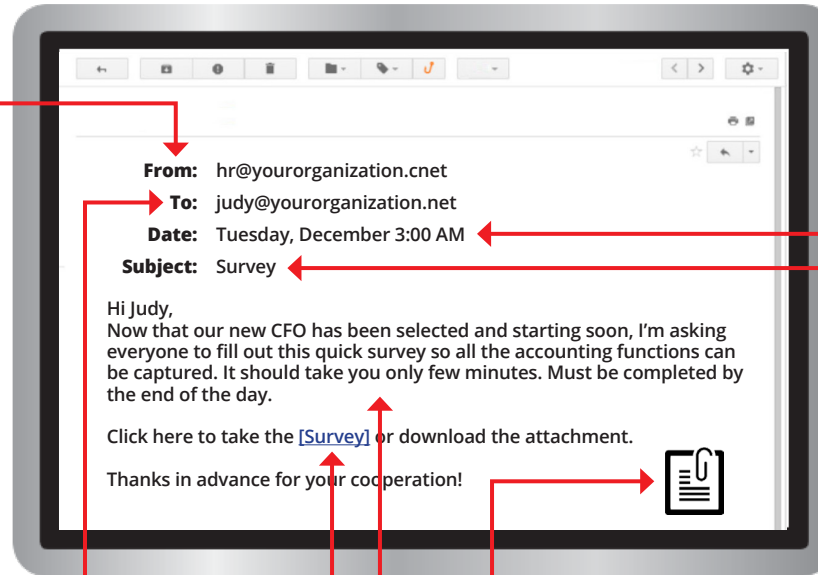 From: hr@yourorganization.cnet
To: judy@yourorganization.net
Date: Tuesday, December 3:00 AM
Subject: Survey
Hi Judy,
Now that our new CFO has been selected and starting soon, I’m asking
everyone to fill out this quick survey so all the accounting functions can
be captured. It should take you only few minutes. Must be completed by
the end of the day.
Click here to take the [Survey] or download the attachment.
Thanks in advance for your cooperation!